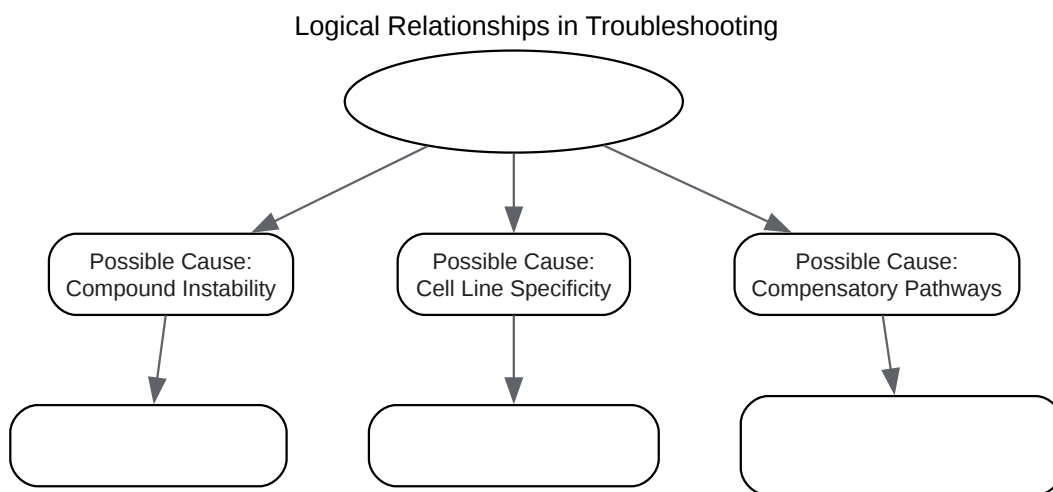 Logical Relationships in Troubleshooting
Possible Cause:
Compound Instability
Possible Cause:
Cell Line Specificity
Possible Cause:
Compensatory Pathways